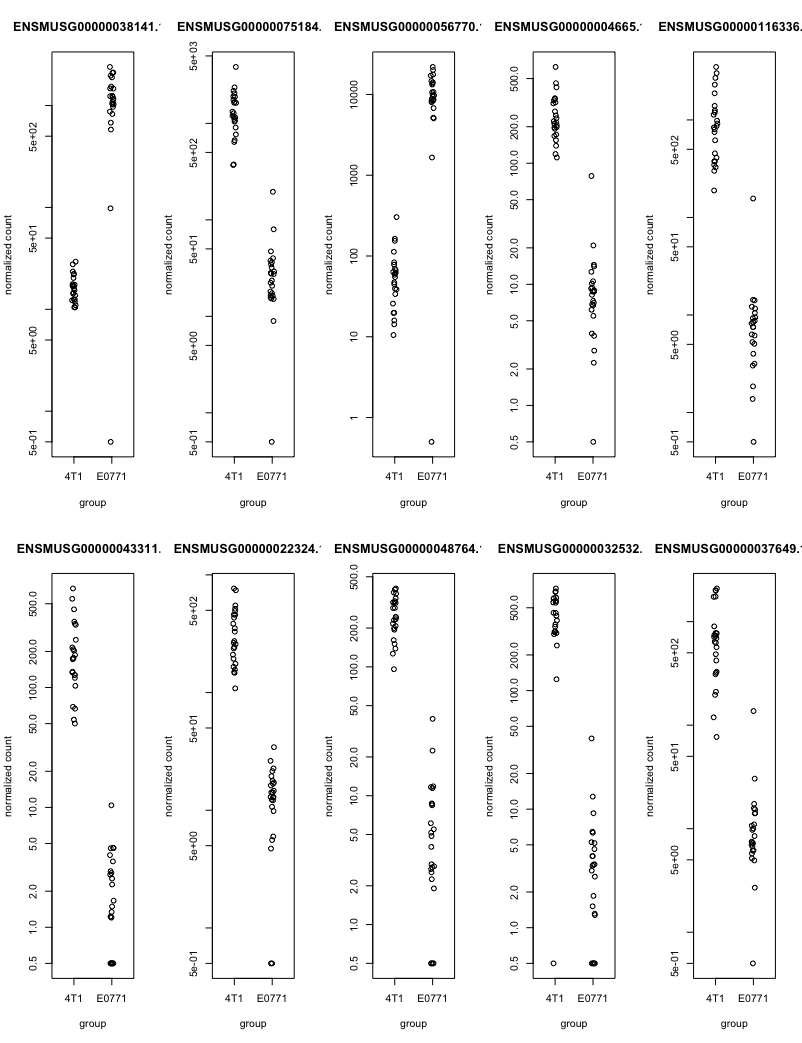 ENSMUSG00000038141.
normalized count
5e+02
5e+01
5e+00
5e-01
4T1 E0771
group
ENSMUSG00000075184.
normalized count
5e+03
5e+02
5e+01
5e+00
5e-01
4T1 E0771
group
ENSMUSG00000056770.
normalized count
10000
1000
100
10
1
4T1 E0771
group
ENSMUSG00000004665.
normalized count
500.0
200.0
100.0
50.0
20.0
10.0
5.0
2.0
1.0
0.5
4T1 E0771
group
ENSMUSG00000116336.
normalized count
5e+02
5e+01
5e+00
5e-01
4T1 E0771
group
ENSMUSG00000043311.
normalized count
500.0
100.0
50.0
20.0
10.0
5.0
2.0
1.0
0.5
4T1 E0771
group
ENSMUSG00000022324.
normalized count
5e+02
5e+01
5e+00
5e-01
4T1 E0771
group
ENSMUSG00000048764.
normalized count
500.0
200.0
100.0
50.0
20.0
10.0
5.0
2.0
1.0
0.5
4T1 E0771
group
ENSMUSG00000032532.
normalized count
500.0
200.0
100.0
50.0
20.0
10.0
5.0
2.0
1.0
0.5
4T1 E0771
group
ENSMUSG00000037649.
normalized count
5e+02
5e+01
5e+00
5e-01
4T1 E0771
group